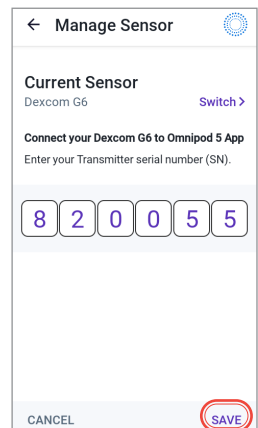 Manage Sensor
Current Sensor
Dexcom G6 Switch >
Connect your Dexcom G6 to Omnipod 5 App
Enter your Transmitter serial number (SN).
8 2 0 0 5 5
CANCEL SAVE